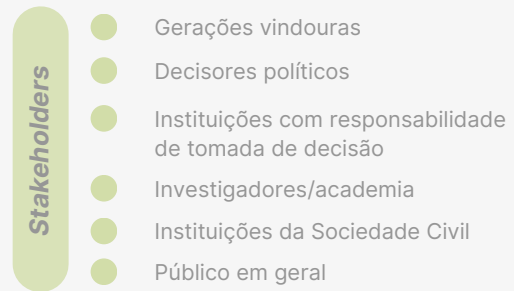 Stakeholders
Gerações vindouras
Decisores políticos
Instituições com responsabilidade
de tomada de decisão
Investigadores/academia
Instituições da Sociedade Civil
Público em geral